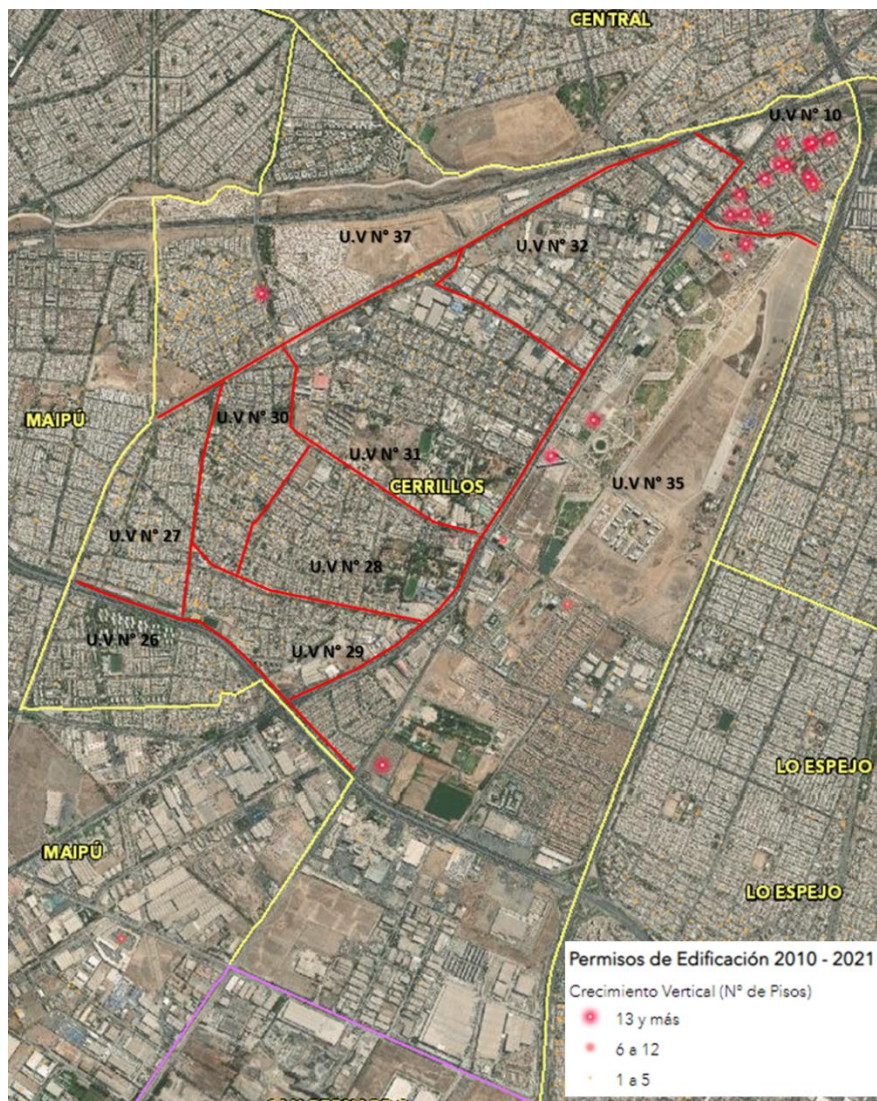 CENTRAL
U.V N° 10
U.V N° 37
U.V N° 32
MAIPÚ
U.V N° 30
U.V N° 31
CERRILLOS
U.V N° 35
U.V N° 27
U.V N° 28
U.V N° 26
U.V N° 29
LO ESPEJO
MAIPÚ
LO ESPEJO
Permisos de Edificación 2010 - 2021
Crecimiento Vertical (N° de Pisos)
13 y más
6 a 12
1 a 5